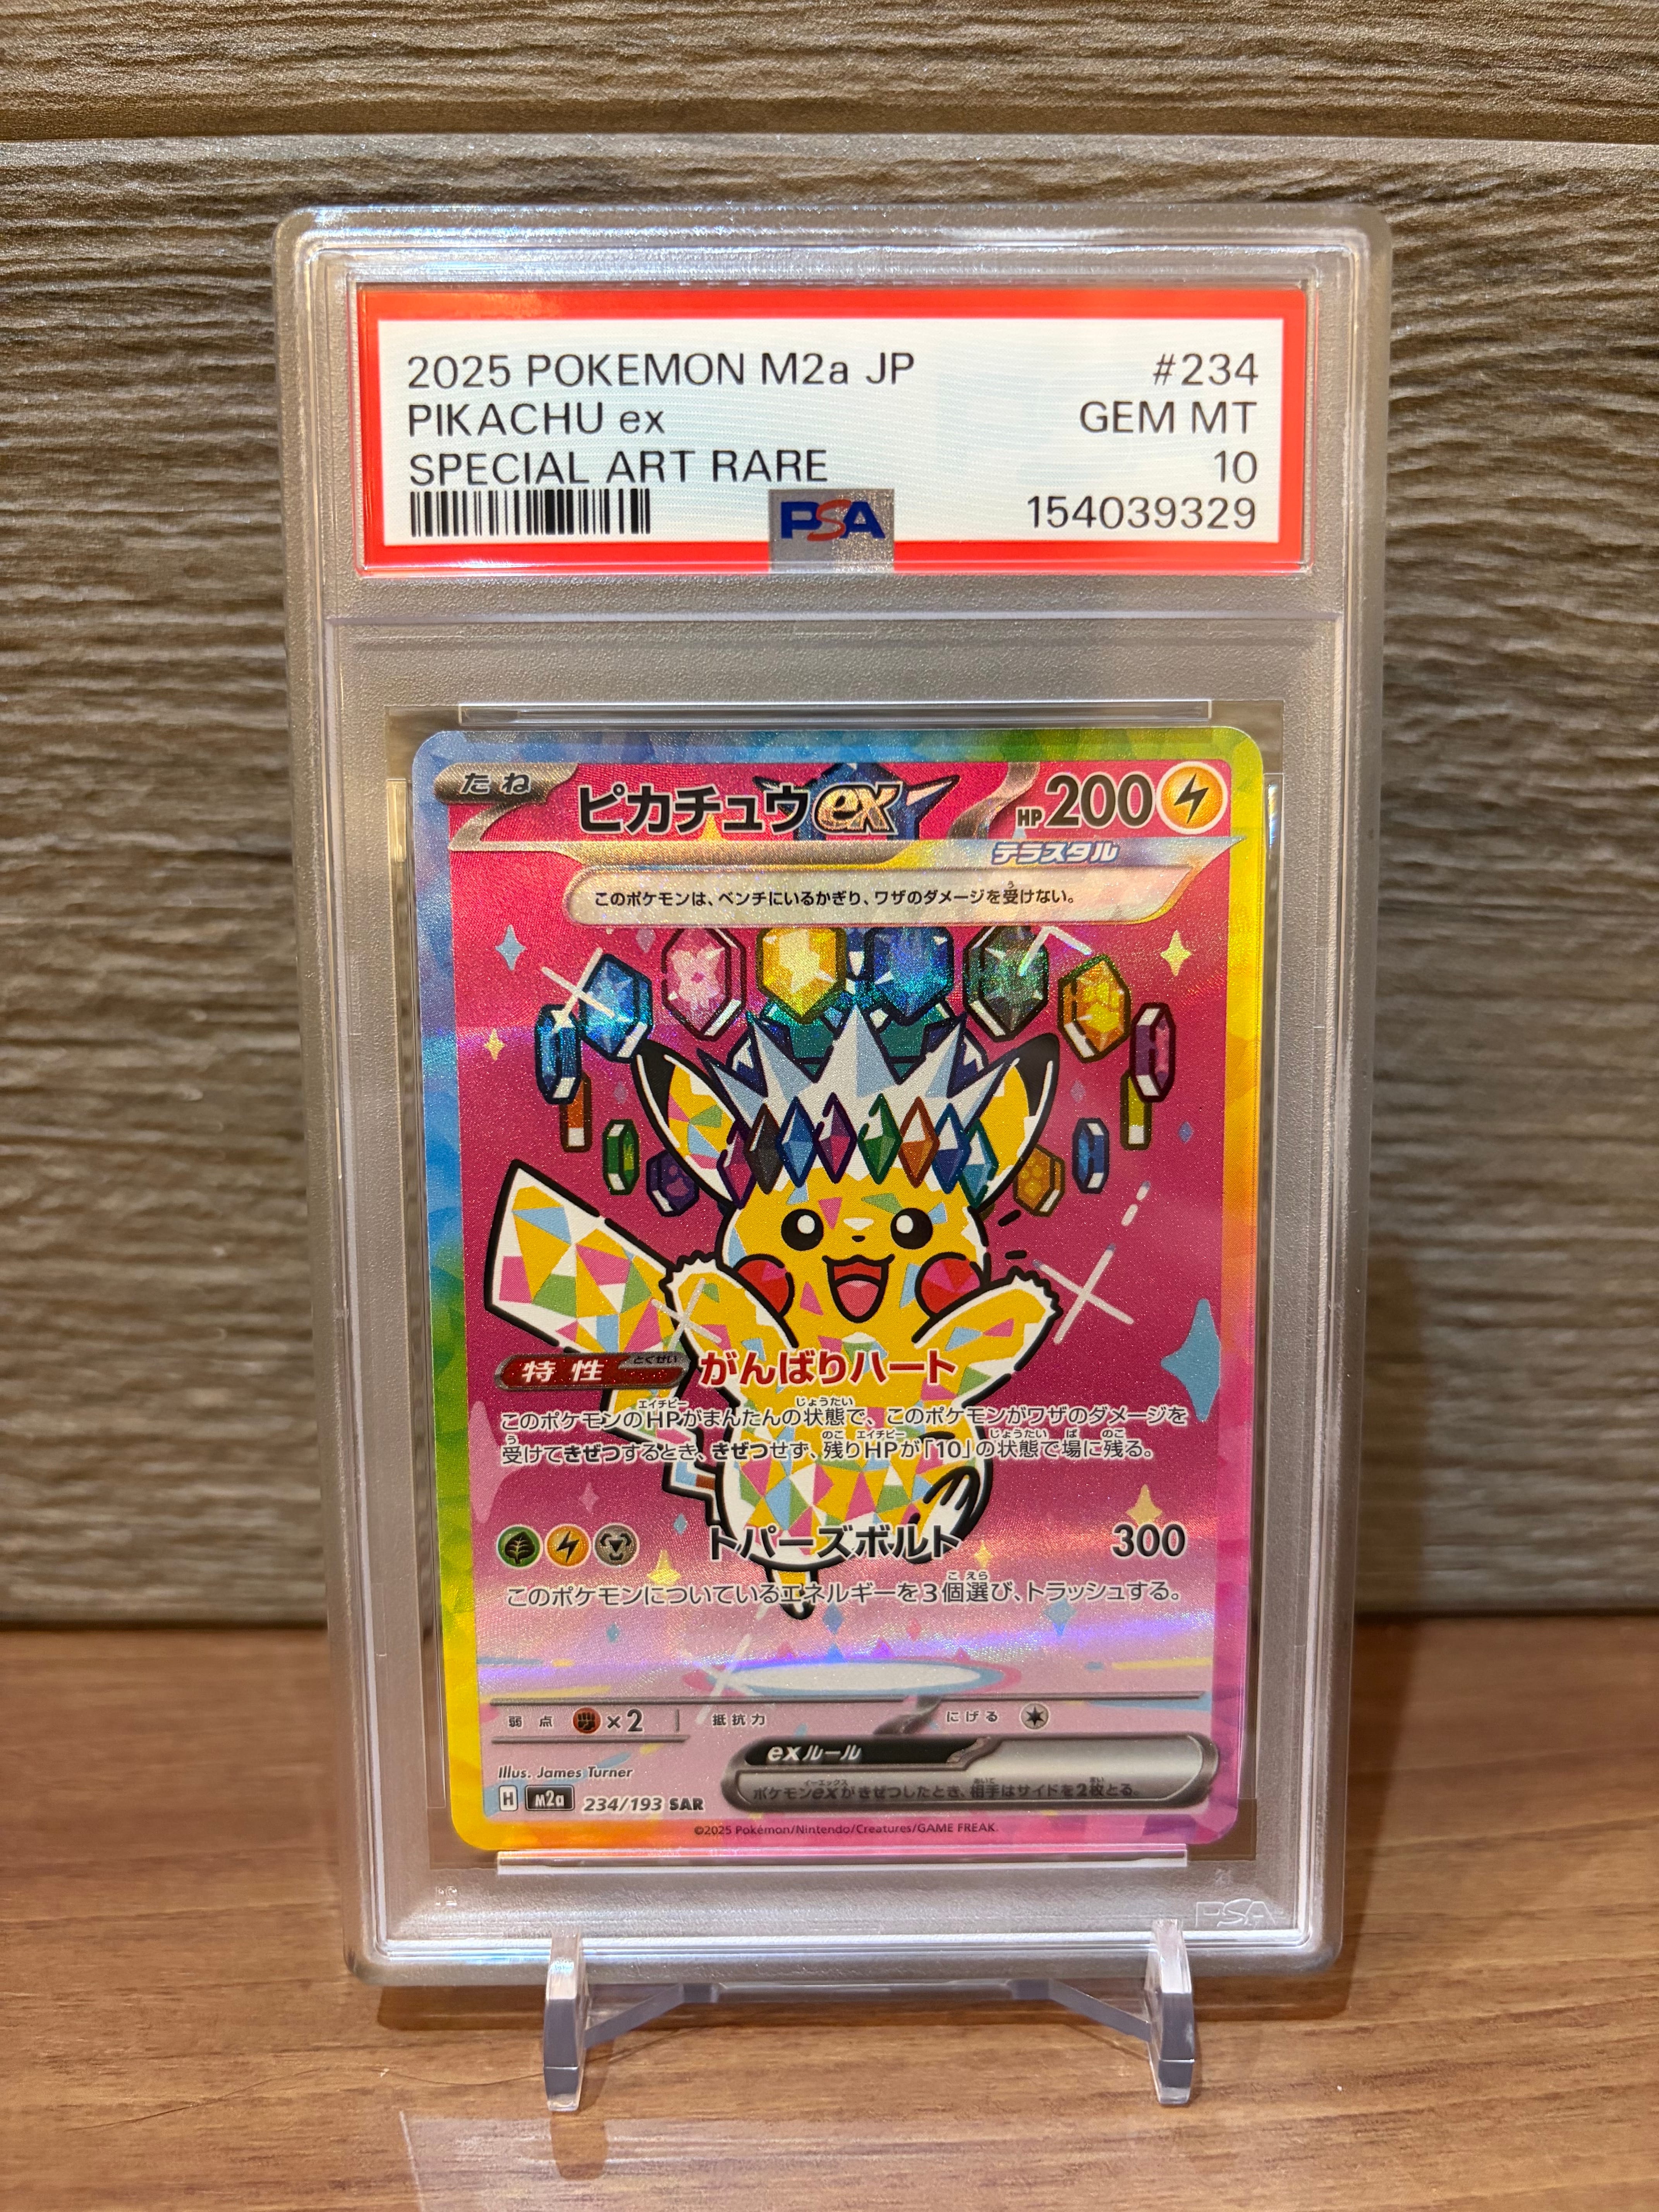 2025 POKEMON M2a JP #234
PIKACHU ex GEM MT
SPECIAL ART RARE 10
PSA 154039329
たね ピカチュウex HP200
テラスタル
このポケモンは、ベンチにいるかぎり、ワザのダメージを受けない。
特性 がんばりハート
このポケモンのHPがまんたんの状態で、このポケモンがワザのダメージを
受けてきぜつするとき、きぜつせず、残りHPが「10」の状態で場に残る。
トパーズボルト 300
このポケモンについているエネルギーを3個選び、トラッシュする。
弱点 ×2 抵抗力 にげる
exルール
ポケモンexがきぜつしたとき、相手はサイドを2枚とる。
Illus. James Turner
H M2a 234/193 SAR
©2025 Pokémon/Nintendo/Creatures/GAME FREAK.
PSA